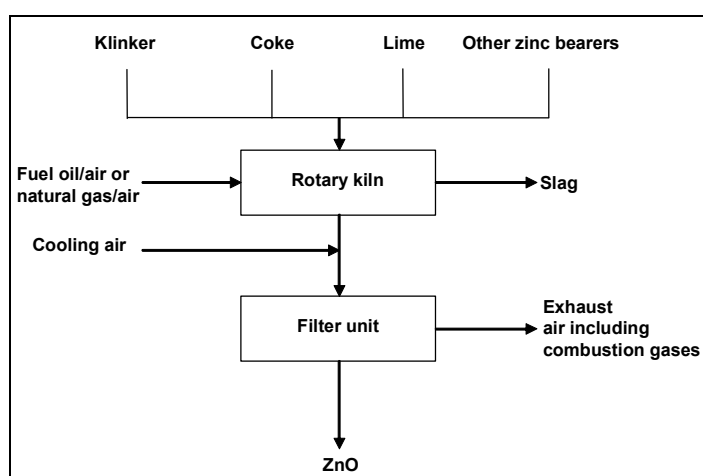 Klinker Coke Lime Other zinc bearers
Fuel oil/air or
natural gas/air
Rotary kiln
Slag
Cooling air
Filter unit
Exhaust
air including
combustion gases
ZnO